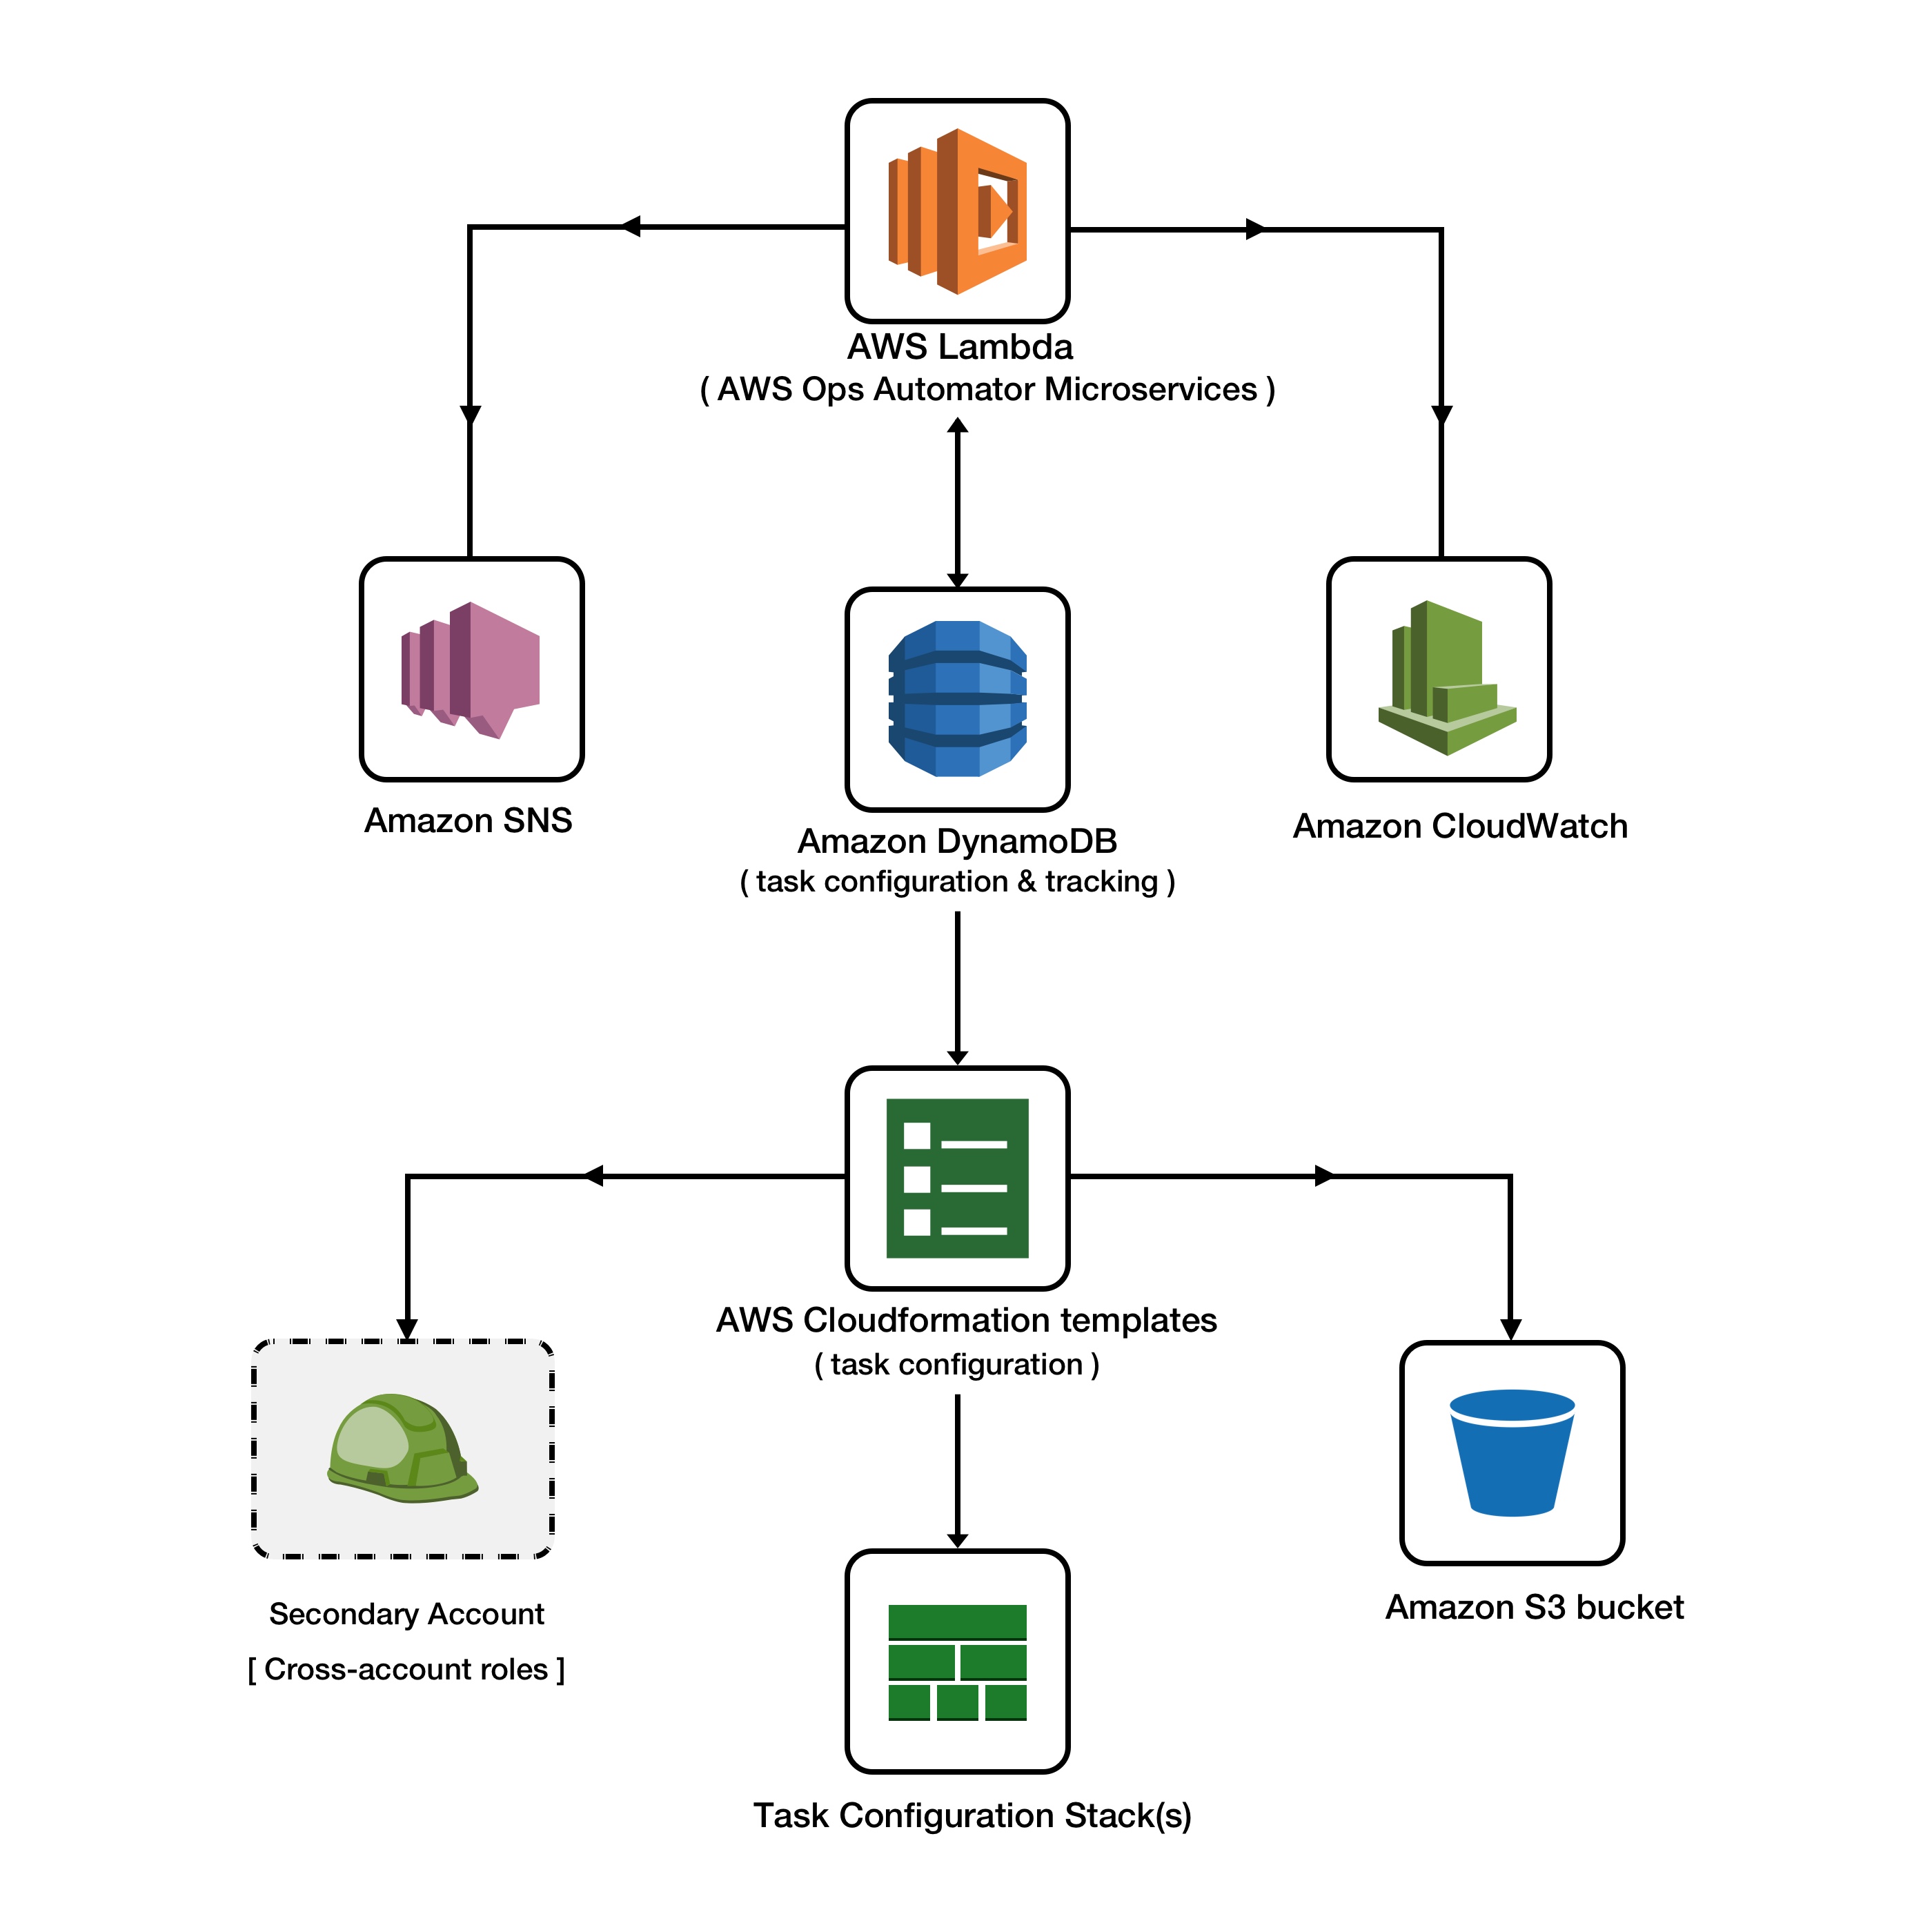 AWS Lambda
( AWS Ops Automator Microservices )
Amazon SNS
Amazon DynamoDB
( task configuration & tracking )
Amazon CloudWatch
AWS Cloudformation templates
( task configuration )
Secondary Account
[ Cross-account roles ]
Amazon S3 bucket
Task Configuration Stack(s)